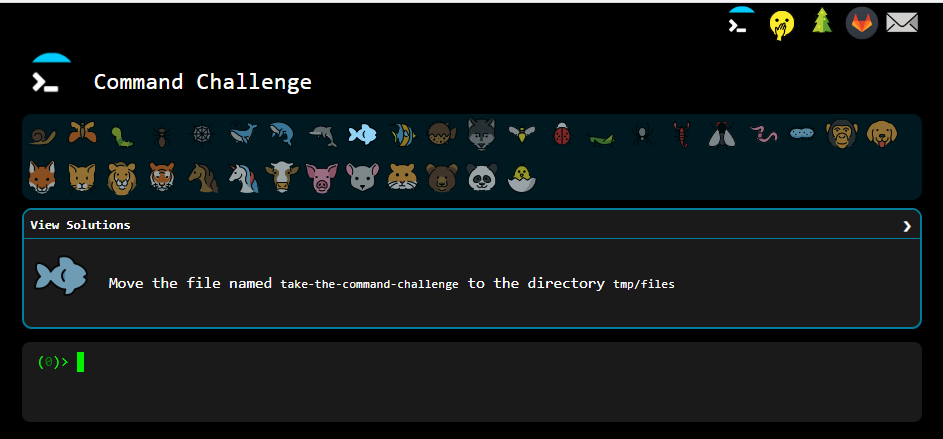 Command Challenge
View Solutions
Move the file named take-the-command-challenge to the directory tmp/files
(0)>